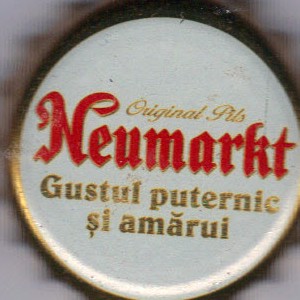 Original Pils
Neumarkt
Gustul puternic
și amărui